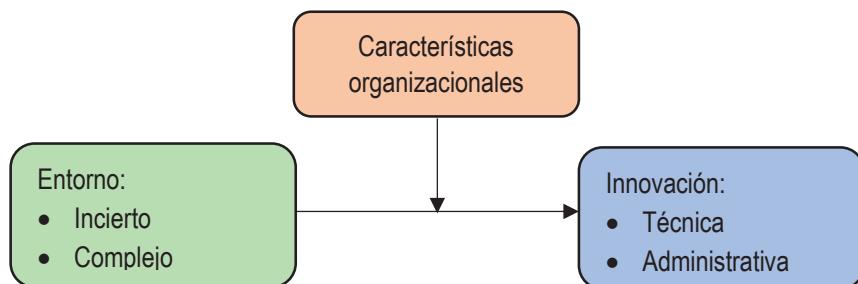 Características
organizacionales
Entorno:
• Incierto
• Complejo
Innovación:
• Técnica
• Administrativa